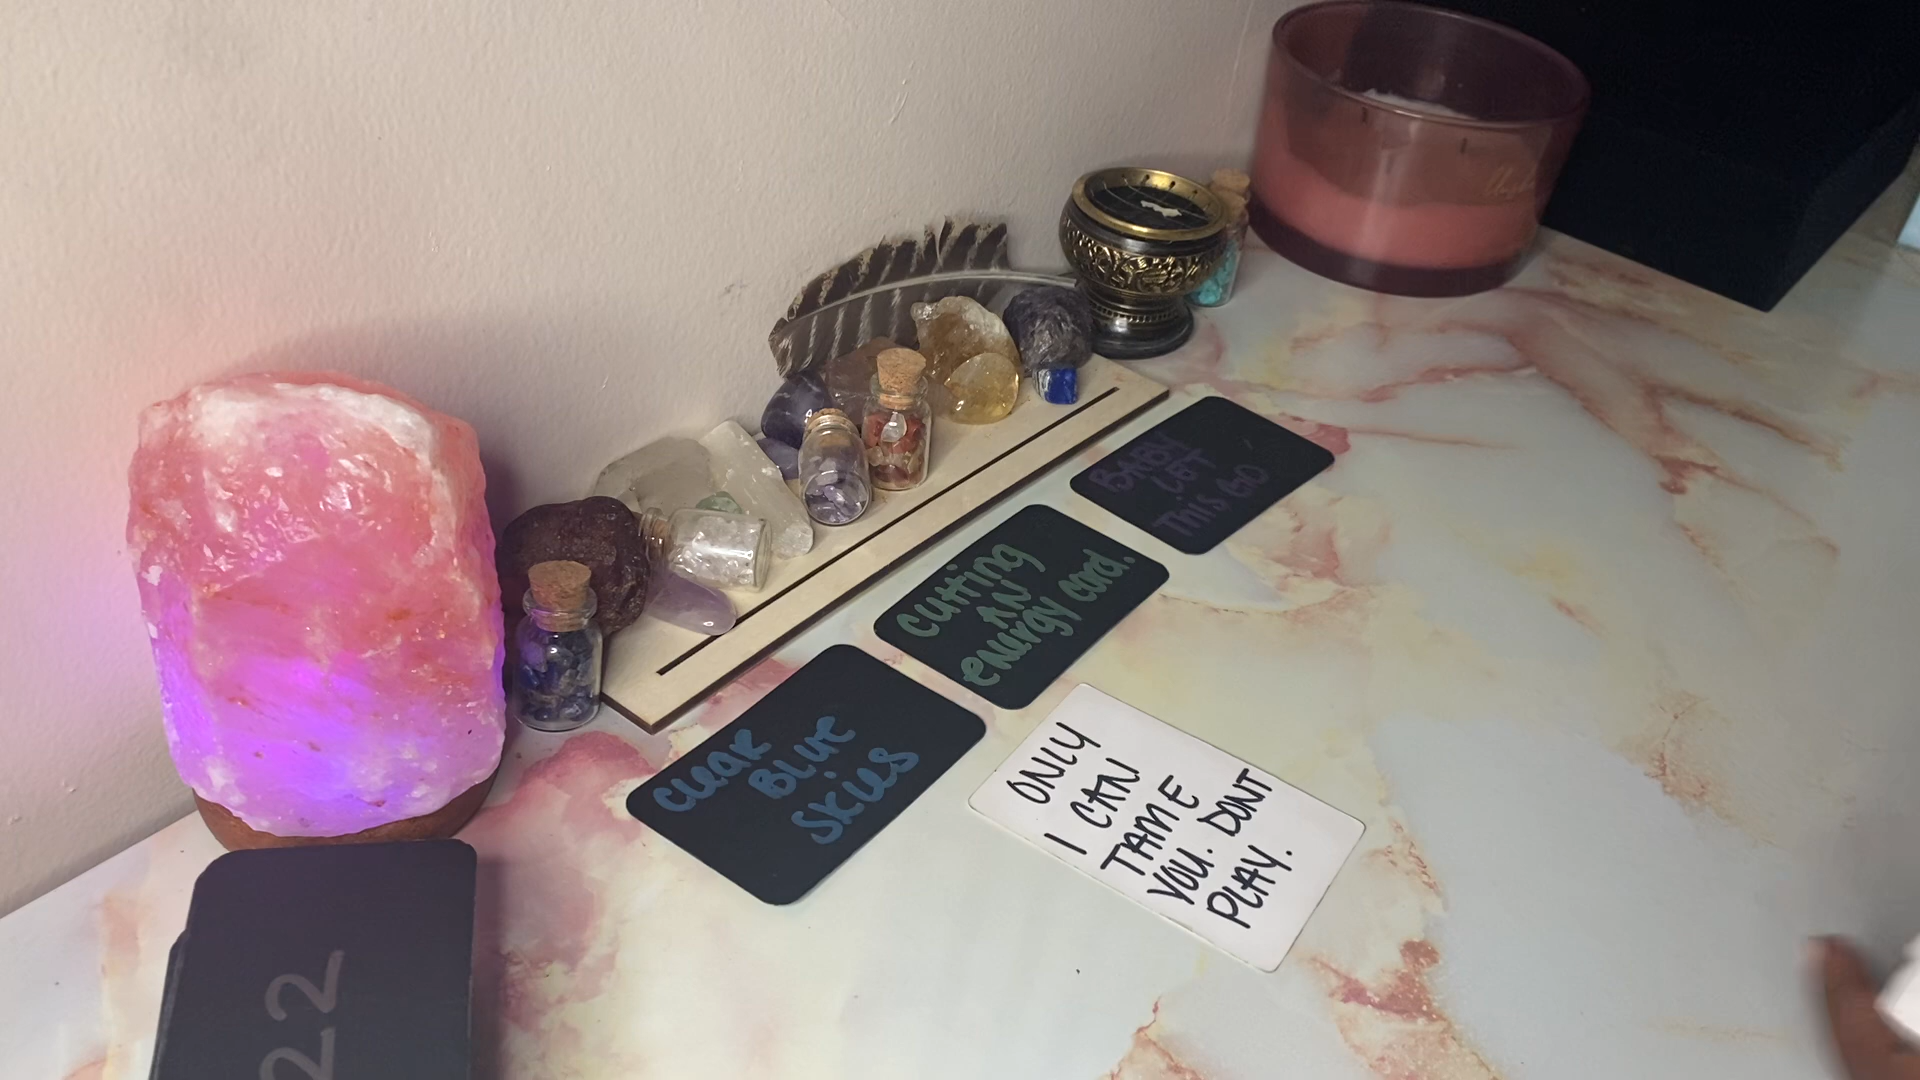 BABY
LET
THIS GO
Cutting
AN
energy cord.
CLEAR
BLUE
SKIES
ONLY
I CAN
TAME
YOU. DONT
PLAY.
22